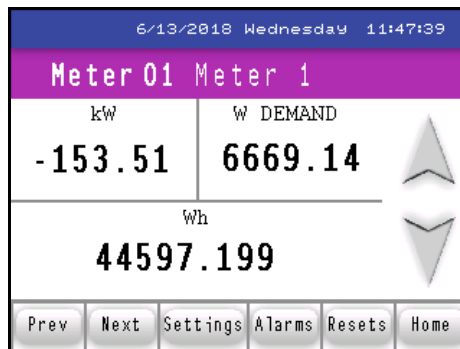 6/13/2018 Wednesday 11:47:39
Meter 01 Meter 1
kW W DEMAND
-153.51 6669.14
Wh
44597.199
Prev Next Settings Alarms Resets Home